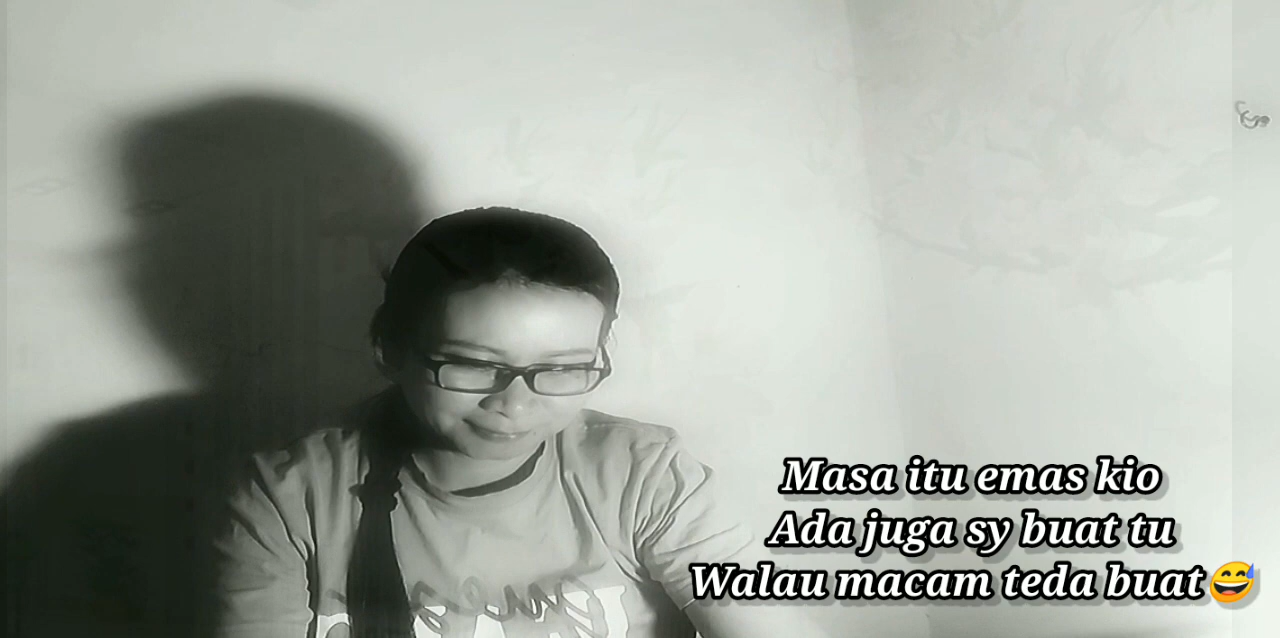 Masa itu emas kio
Ada juga sy buat tu
Walau macam teda buat😅